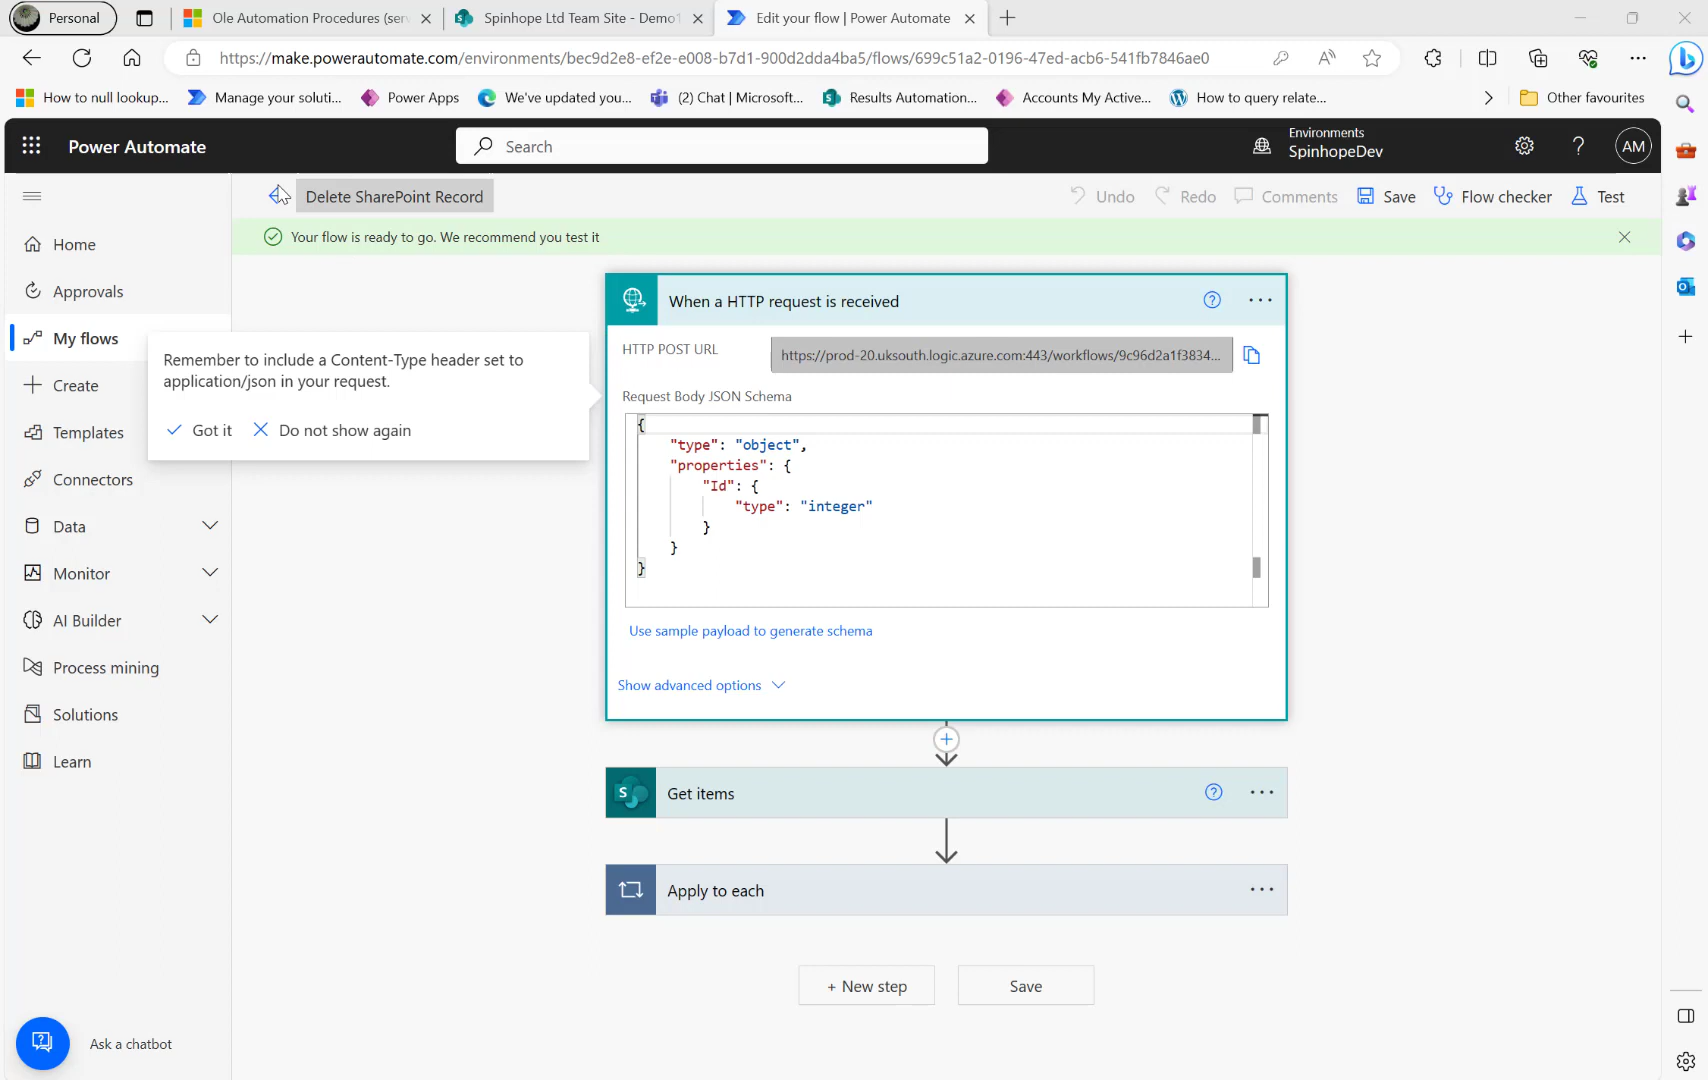 Personal
Ole Automation Procedures (serv
Spinhope Ltd Team Site - Demo1
Edit your flow | Power Automate
https://make.powerautomate.com/environments/bec9d2e8-ef2e-e008-b7d1-900d2dda4ba5/flows/699c51a2-0196-47ed-acb6-541fb7846ae0
How to null lookup...
Manage your soluti...
Power Apps
We've updated you...
(2) Chat | Microsoft...
Results Automation...
Accounts My Active...
How to query relate...
Other favourites
Power Automate
Search
Environments
SpinhopeDev
?
AM
Delete SharePoint Record
Undo
Redo
Comments
Save
Flow checker
Test
Your flow is ready to go. We recommend you test it
Home
Approvals
My flows
Create
Templates
Connectors
Data
Monitor
AI Builder
Process mining
Solutions
Learn
Ask a chatbot
Remember to include a Content-Type header set to
application/json in your request.
Got it
Do not show again
When a HTTP request is received
HTTP POST URL
https://prod-20.uksouth.logic.azure.com:443/workflows/9c96d2a1f3834...
Request Body JSON Schema
{
"type": "object",
"properties": {
"Id": {
"type": "integer"
}
}
}
Use sample payload to generate schema
Show advanced options
S
Get items
Apply to each
+ New step
Save